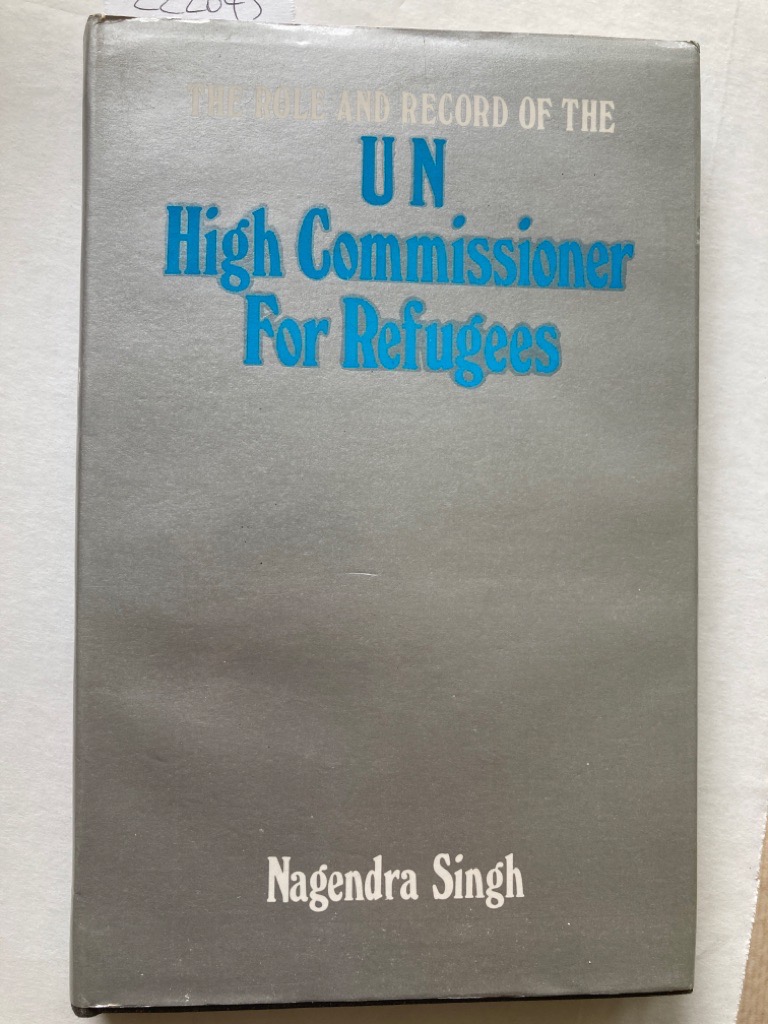 THE ROLE AND RECORD OF THE
UN
High Commissioner
For Refugees
Nagendra Singh